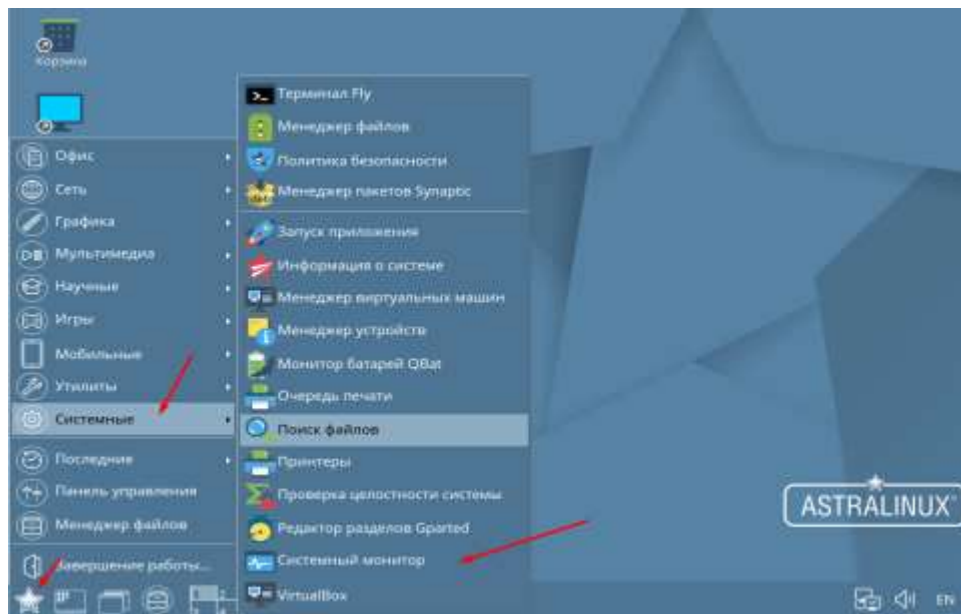 Корзина
Офис
Сеть
Графика
Мультимедиа
Научные
Игры
Мобильные
Утилиты
Системные
Последние
Панель управления
Менеджер файлов
Завершение работы...
Терминал Fly
Менеджер файлов
Политика безопасности
Менеджер пакетов Synaptic
Запуск приложения
Информация о системе
Менеджер виртуальных машин
Менеджер устройств
Монитор батарей QBat
Очередь печати
Поиск файлов
Принтеры
Проверка целостности системы
Редактор разделов Gparted
Системный монитор
VirtualBox
ASTRALINUX
EN